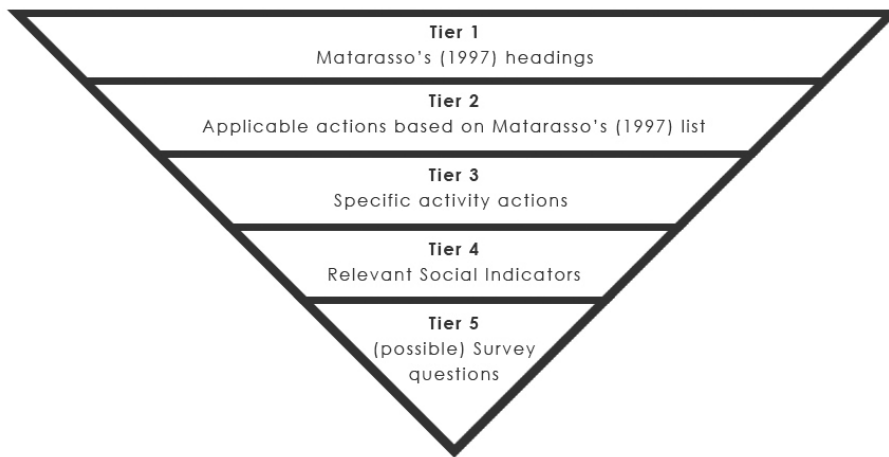 Tier 1
Matarasso's (1997) headings
Tier 2
Applicable actions based on Matarasso's (1997) list
Tier 3
Specific activity actions
Tier 4
Relevant Social Indicators
Tier 5
(possible) Survey
questions